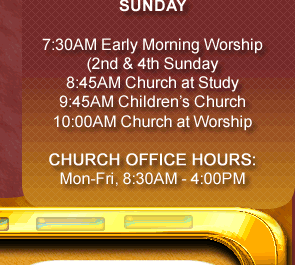 SUNDAY
7:30AM Early Morning Worship
(2nd & 4th Sunday
8:45AM Church at Study
9:45AM Children's Church
10:00AM Church at Worship
CHURCH OFFICE HOURS:
Mon-Fri, 8:30AM - 4:00PM